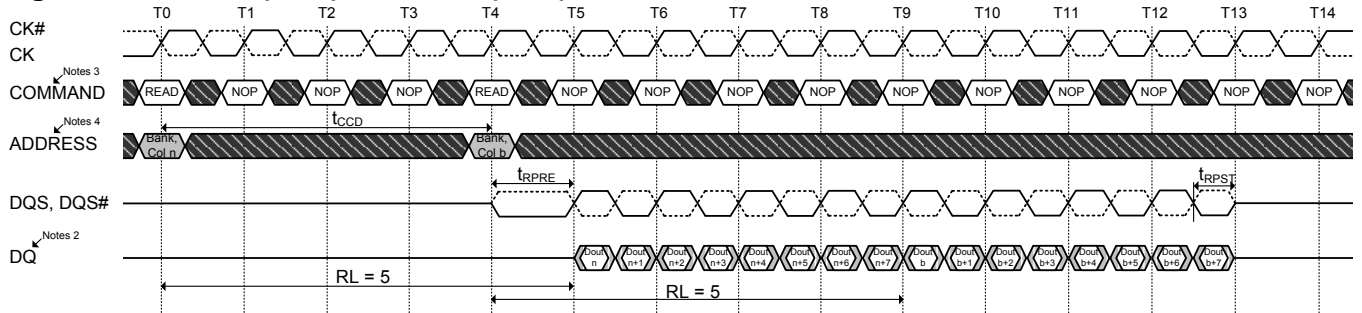 T0 T1 T2 T3 T4 T5 T6 T7 T8 T9 T10 T11 T12 T13 T14
CK#
CK
Notes 3
COMMAND READ NOP NOP NOP READ NOP NOP NOP NOP NOP NOP NOP NOP NOP NOP
tCCD
Notes 4
ADDRESS Bank, Col n Bank, Col b
tRPRE tRPST
DQS, DQS#
Notes 2
DQ Dout n Dout n+1 Dout n+2 Dout n+3 Dout n+4 Dout n+5 Dout n+6 Dout n+7 Dout b Dout b+1 Dout b+2 Dout b+3 Dout b+4 Dout b+5 Dout b+6 Dout b+7
RL = 5
RL = 5